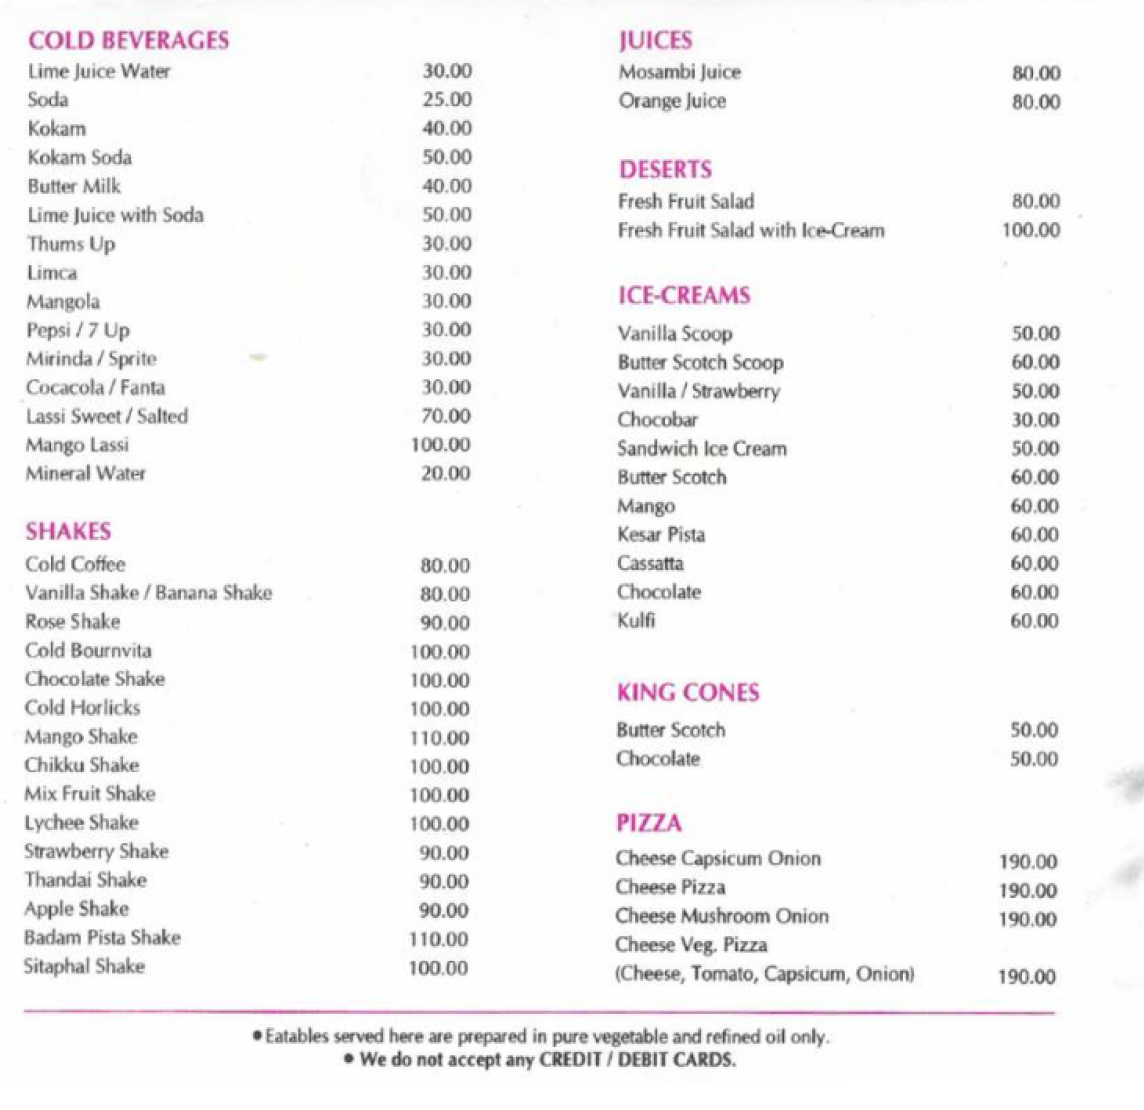 COLD BEVERAGES
Lime Juice Water 30.00
Soda 25.00
Kokam 40.00
Kokam Soda 50.00
Butter Milk 40.00
Lime Juice with Soda 50.00
Thums Up 30.00
Limca 30.00
Mangola 30.00
Pepsi / 7 Up 30.00
Mirinda / Sprite 30.00
Cocacola / Fanta 30.00
Lassi Sweet / Salted 70.00
Mango Lassi 100.00
Mineral Water 20.00
SHAKES
Cold Coffee 80.00
Vanilla Shake / Banana Shake 80.00
Rose Shake 90.00
Cold Bournvita 100.00
Chocolate Shake 100.00
Cold Horlicks 100.00
Mango Shake 110.00
Chikku Shake 100.00
Mix Fruit Shake 100.00
Lychee Shake 100.00
Strawberry Shake 90.00
Thandai Shake 90.00
Apple Shake 90.00
Badam Pista Shake 110.00
Sitaphal Shake 100.00
JUICES
Mosambi Juice 80.00
Orange Juice 80.00
DESERTS
Fresh Fruit Salad 80.00
Fresh Fruit Salad with Ice-Cream 100.00
ICE-CREAMS
Vanilla Scoop 50.00
Butter Scotch Scoop 60.00
Vanilla / Strawberry 50.00
Chocobar 30.00
Sandwich Ice Cream 50.00
Butter Scotch 60.00
Mango 60.00
Kesar Pista 60.00
Cassatta 60.00
Chocolate 60.00
Kulfi 60.00
KING CONES
Butter Scotch 50.00
Chocolate 50.00
PIZZA
Cheese Capsicum Onion 190.00
Cheese Pizza 190.00
Cheese Mushroom Onion 190.00
Cheese Veg. Pizza
(Cheese, Tomato, Capsicum, Onion) 190.00
• Eatables served here are prepared in pure vegetable and refined oil only.
• We do not accept any CREDIT / DEBIT CARDS.